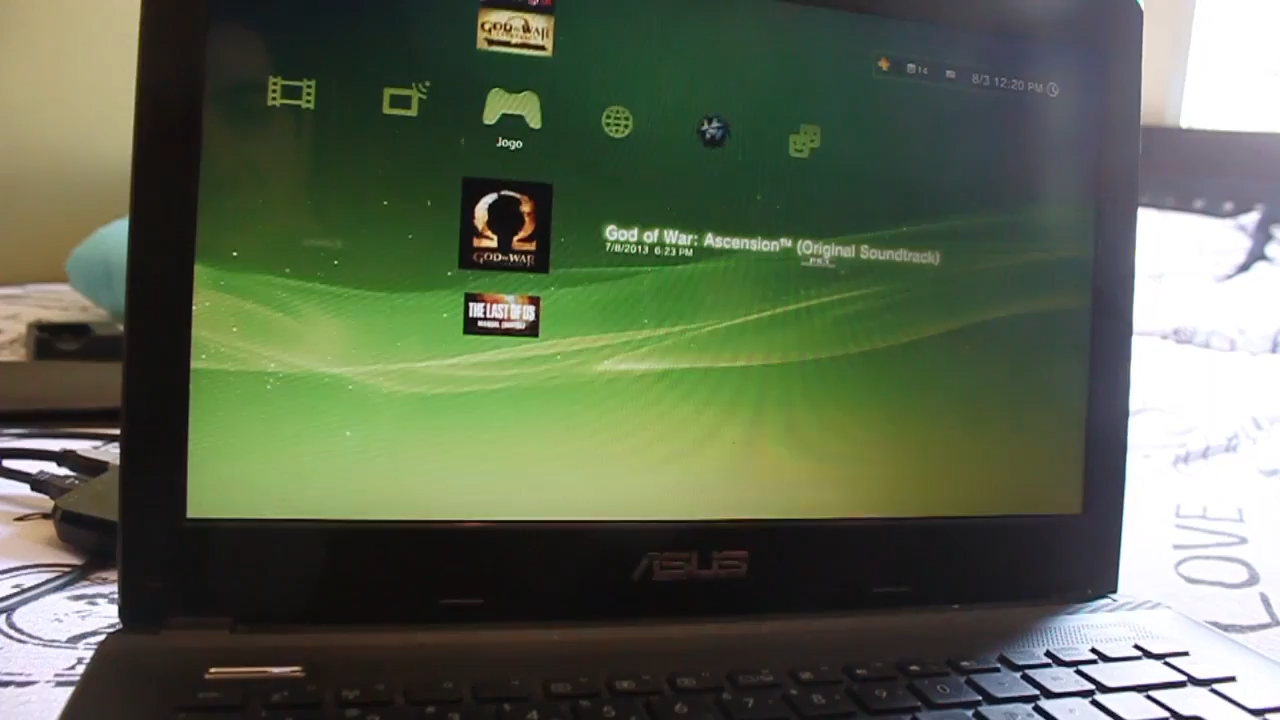 GOD OF WAR
14
8/3 12:20 PM
Jogo
God of War: Ascension™ (Original Soundtrack)
7/8/2013 6:23 PM
GOD OF WAR
THE LAST OF US
ASUS
LOVE